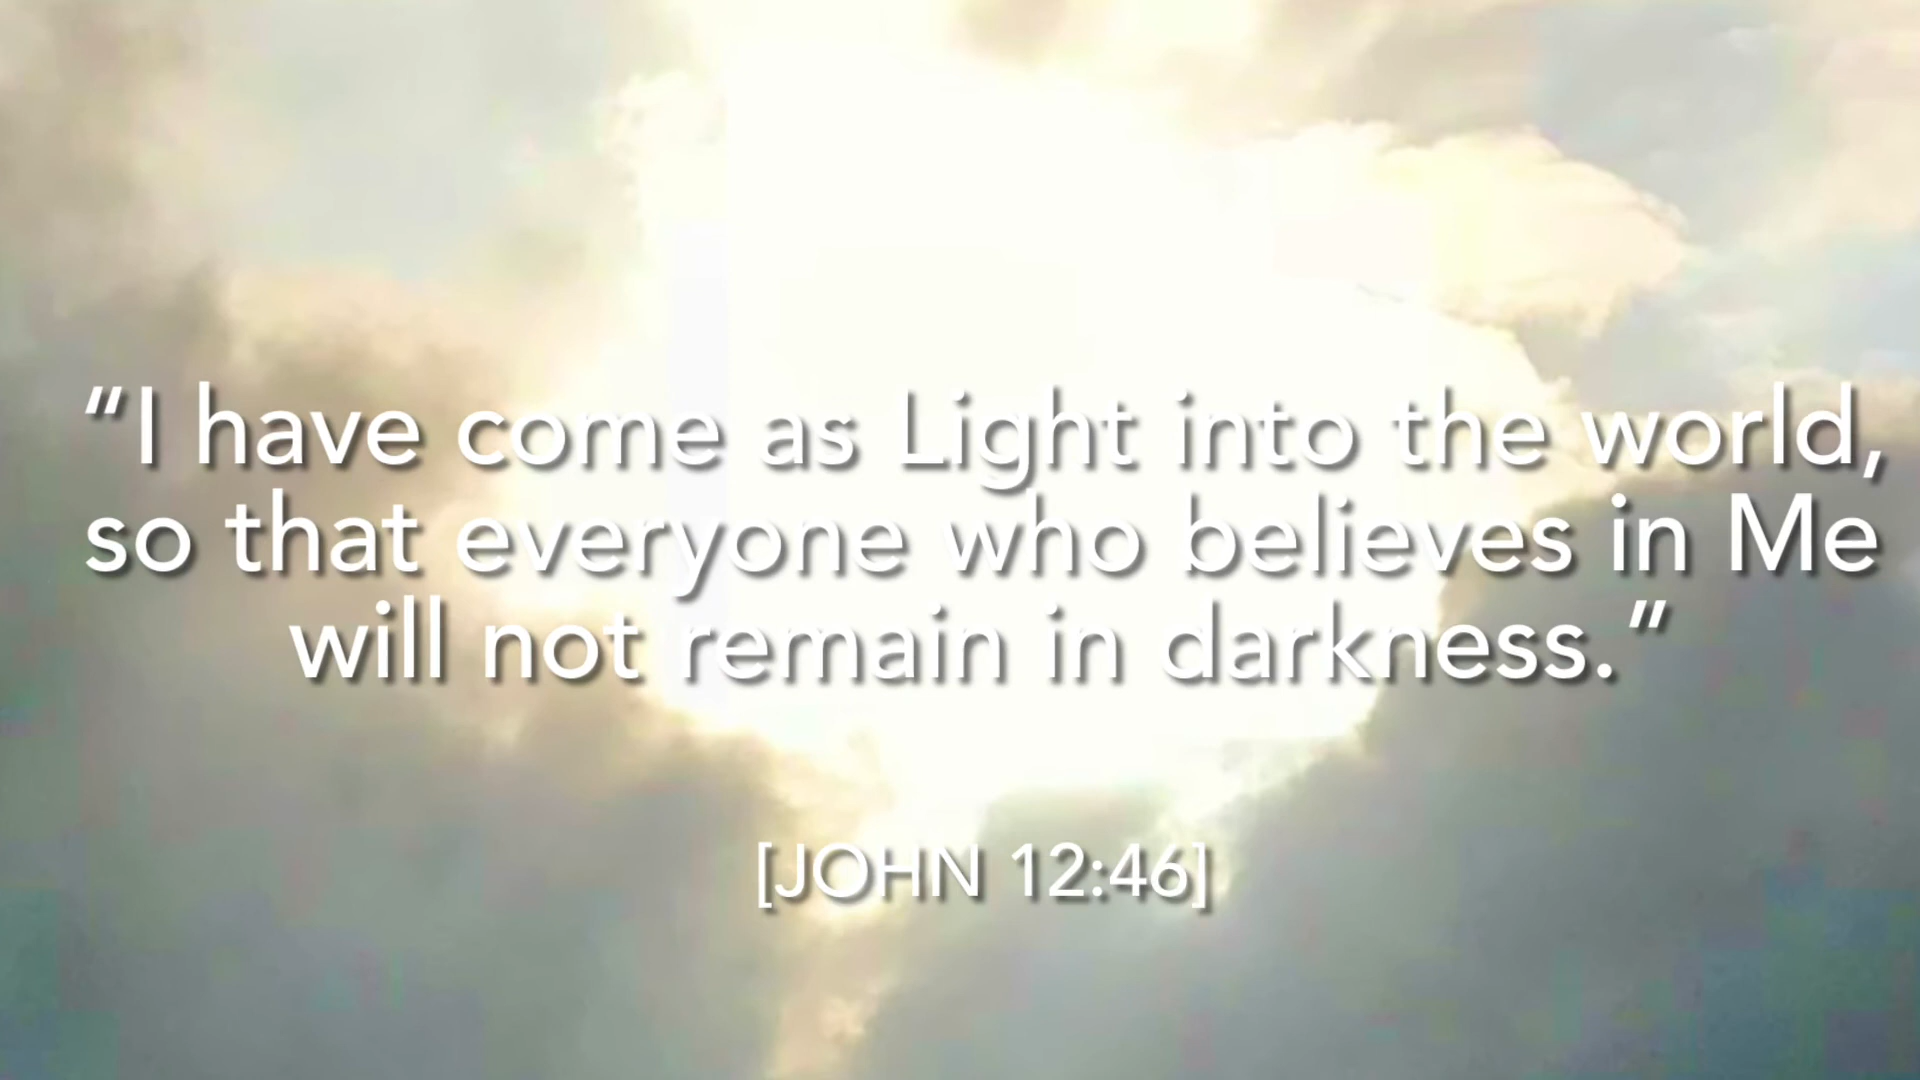 “I have come as Light into the world,
so that everyone who believes in Me
will not remain in darkness.”
[JOHN 12:46]